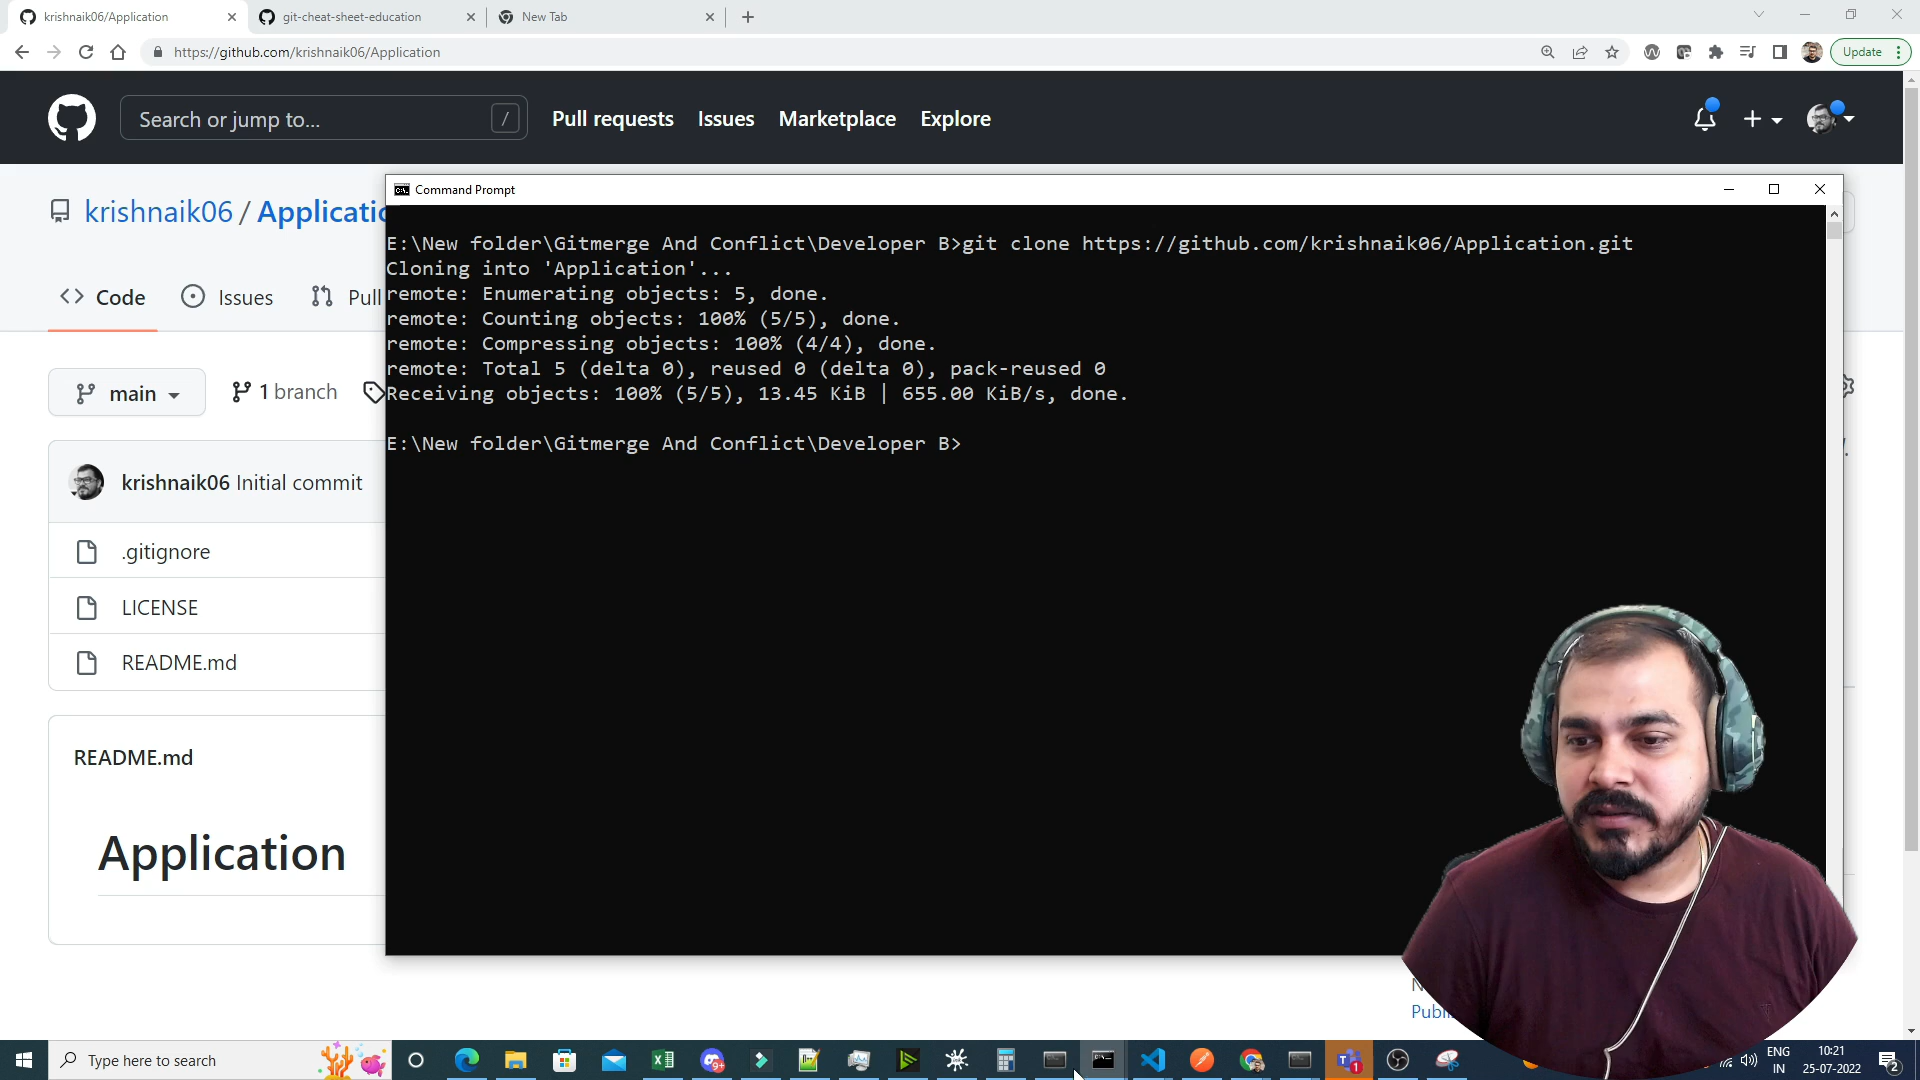 krishnaik06/Application
git-cheat-sheet-education
New Tab
https://github.com/krishnaik06/Application
Update
Search or jump to...
/
Pull requests
Issues
Marketplace
Explore
krishnaik06 / Applicatio
Code
Issues
Pull
main
1 branch
krishnaik06 Initial commit
.gitignore
LICENSE
README.md
README.md
Application
Command Prompt
E:\New folder\Gitmerge And Conflict\Developer B>git clone https://github.com/krishnaik06/Application.git
Cloning into 'Application'...
remote: Enumerating objects: 5, done.
remote: Counting objects: 100% (5/5), done.
remote: Compressing objects: 100% (4/4), done.
remote: Total 5 (delta 0), reused 0 (delta 0), pack-reused 0
Receiving objects: 100% (5/5), 13.45 KiB | 655.00 KiB/s, done.
E:\New folder\Gitmerge And Conflict\Developer B>
Type here to search
9+
1
ENG
IN
10:21
25-07-2022
2